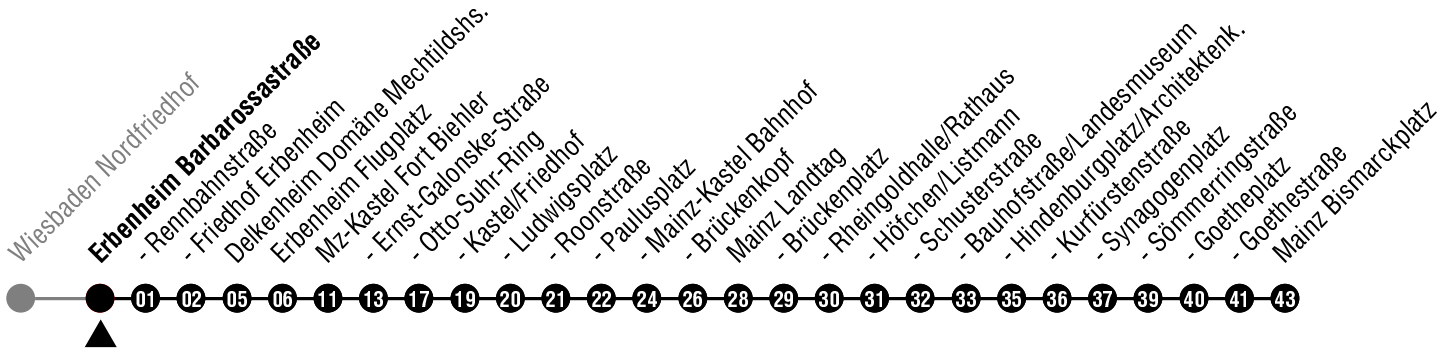 Wiesbaden Nordfriedhof
Erbenheim Barbarossastraße
- Rennbahnstraße
- Friedhof Erbenheim
Delkenheim Domäne Mechtildshs.
Erbenheim Flugplatz
Mz-Kastel Fort Biehler
- Ernst-Galonske-Straße
- Otto-Suhr-Ring
- Kastel/Friedhof
- Ludwigsplatz
- Roonstraße
- Paulusplatz
- Mainz-Kastel Bahnhof
- Brückenkopf
Mainz Landtag
- Brückenplatz
- Rheingoldhalle/Rathaus
- Höfchen/Listmann
- Schusterstraße
- Bauhofstraße/Landesmuseum
- Hindenburgplatz/Architektenk.
- Kurfürstenstraße
- Synagogenplatz
- Sömmerringstraße
- Goetheplatz
- Goethestraße
Mainz Bismarckplatz
01 02 05 06 11 13 17 19 20 21 22 24 26 28 29 30 31 32 33 35 36 37 39 40 41 43